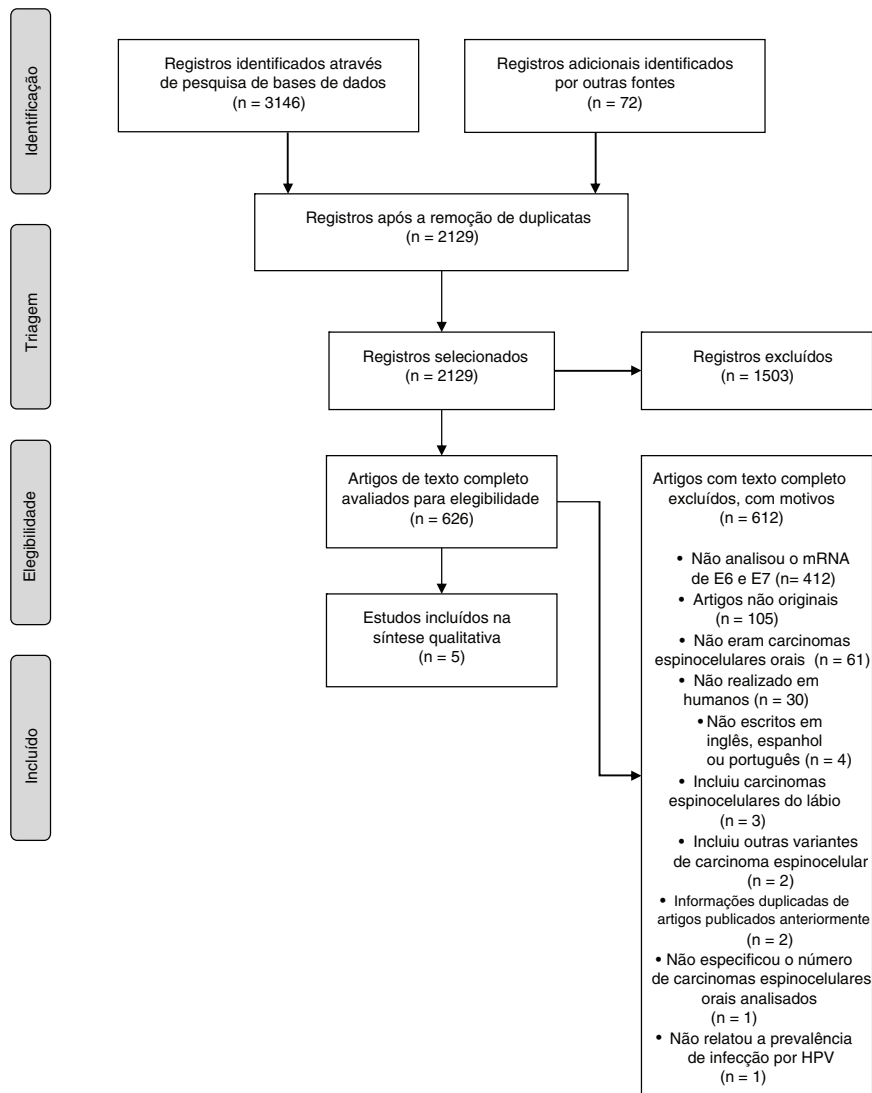 Identificação
Registros identificados através
de pesquisa de bases de dados
(n = 3146)
Registros adicionais identificados
por outras fontes
(n = 72)
Registros após a remoção de duplicatas
(n = 2129)
Triagem
Registros selecionados
(n = 2129)
Registros excluídos
(n = 1503)
Elegibilidade
Artigos de texto completo
avaliados para elegibilidade
(n = 626)
Artigos com texto completo
excluídos, com motivos
(n = 612)
• Não analisou o mRNA
de E6 e E7 (n= 412)
• Artigos não originais
(n = 105)
• Não eram carcinomas
espinocelulares orais (n = 61)
• Não realizado em
humanos (n = 30)
• Não escritos em
inglês, espanhol
ou português (n = 4)
• Incluiu carcinomas
espinocelulares do lábio
(n = 3)
• Incluiu outras variantes
de carcinoma espinocelular
(n = 2)
• Informações duplicadas de
artigos publicados anteriormente
(n = 2)
• Não especificou o número
de carcinomas espinocelulares
orais analisados
(n = 1)
• Não relatou a prevalência
de infecção por HPV
(n = 1)
Estudos incluídos na
síntese qualitativa
(n = 5)
Incluído